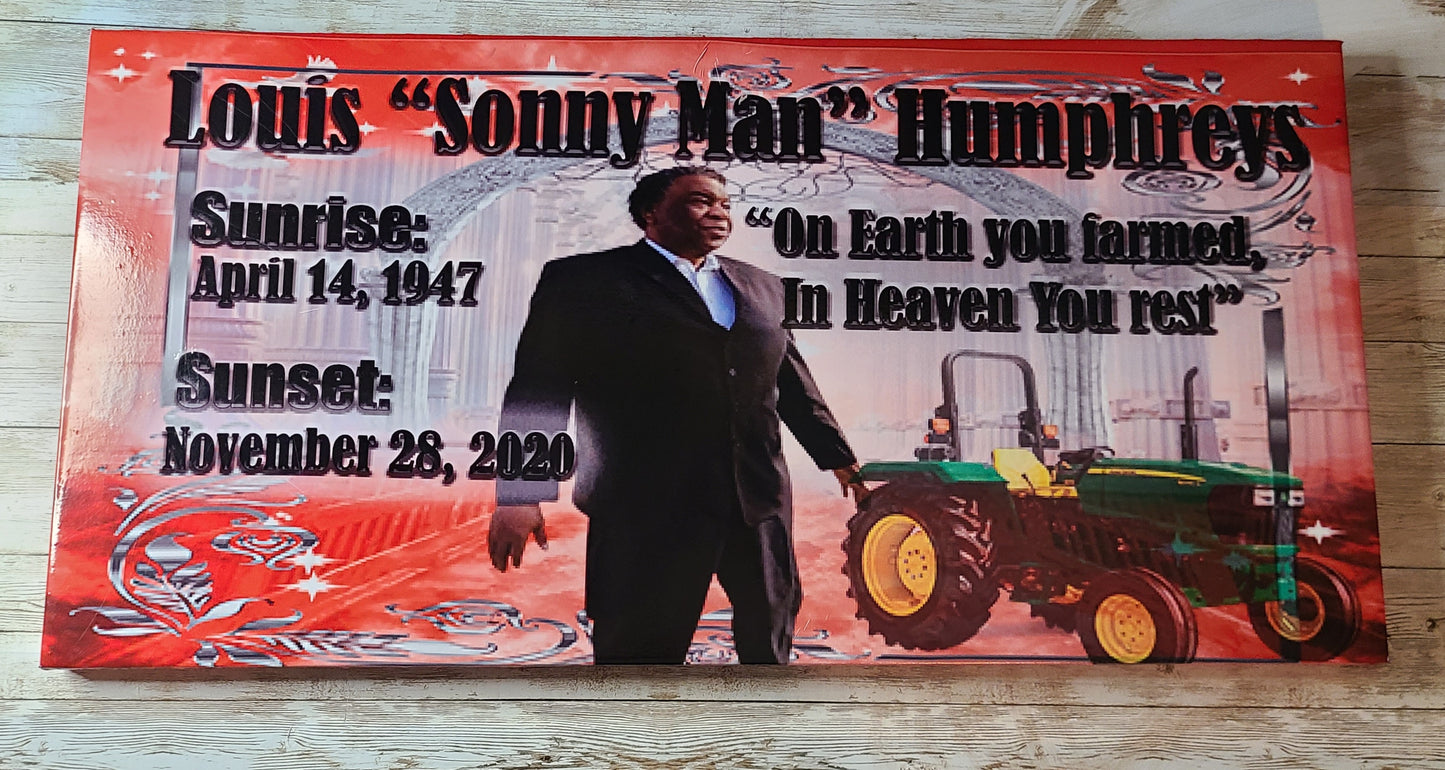 Louis “Sonny Man” Humphreys
Sunrise:
April 14, 1947
Sunset:
November 28, 2020
“On Earth you farmed,
In Heaven You rest”